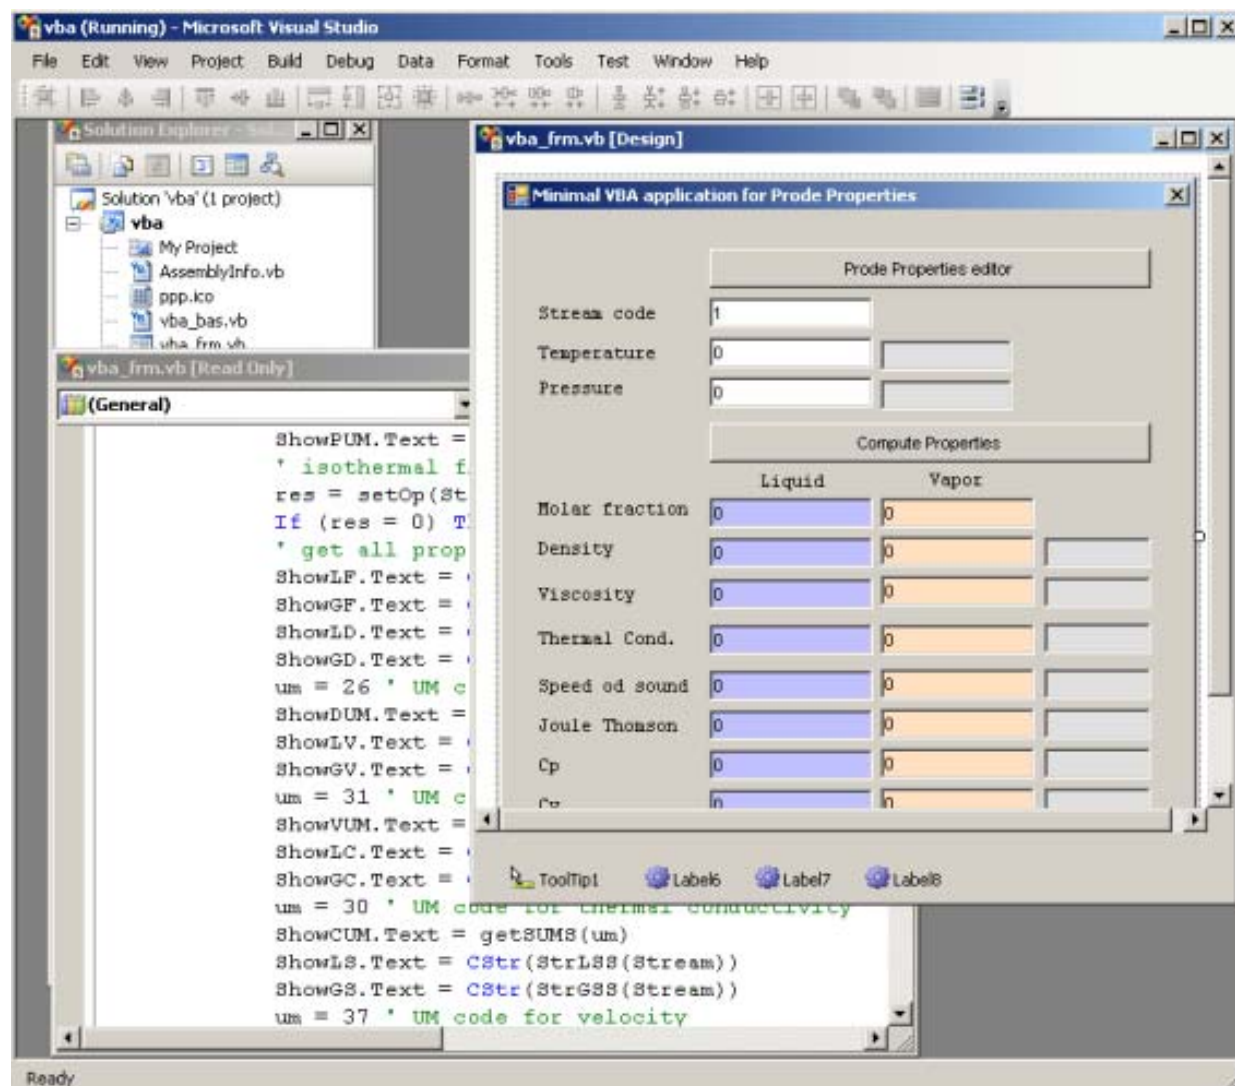 vba (Running) - Microsoft Visual Studio
File Edit View Project Build Debug Data Format Tools Test Window Help
Solution Explorer - Sol...
Solution 'vba' (1 project)
vba
My Project
AssemblyInfo.vb
ppp.ico
vba_bas.vb
vba_frm.vb
vba_frm.vb [Read Only]
(General)
ShowPUM.Text =
' isothermal f
res = setOp(St
If (res = 0) T
' get all prop
ShowLF.Text =
ShowGF.Text =
ShowLD.Text =
ShowGD.Text =
um = 26 ' UM c
ShowDUM.Text =
ShowLV.Text =
ShowGV.Text =
um = 31 ' UM c
ShowVUM.Text =
ShowLC.Text =
ShowGC.Text =
um = 30 ' UM code for thermal conductivity
ShowCUM.Text = getSUMS(um)
ShowLS.Text = CStr(StrLSS(Stream))
ShowGS.Text = CStr(StrGSS(Stream))
um = 37 ' UM code for velocity
vba_frm.vb [Design]
Minimal VBA application for Prode Properties
Prode Properties editor
Stream code 1
Temperature 0
Pressure 0
Compute Properties
Liquid Vapor
Molar fraction 0 0
Density 0 0
Viscosity 0 0
Thermal Cond. 0 0
Speed od sound 0 0
Joule Thomson 0 0
Cp 0 0
Cv 0 0
ToolTip1 Label6 Label7 Label8
Ready